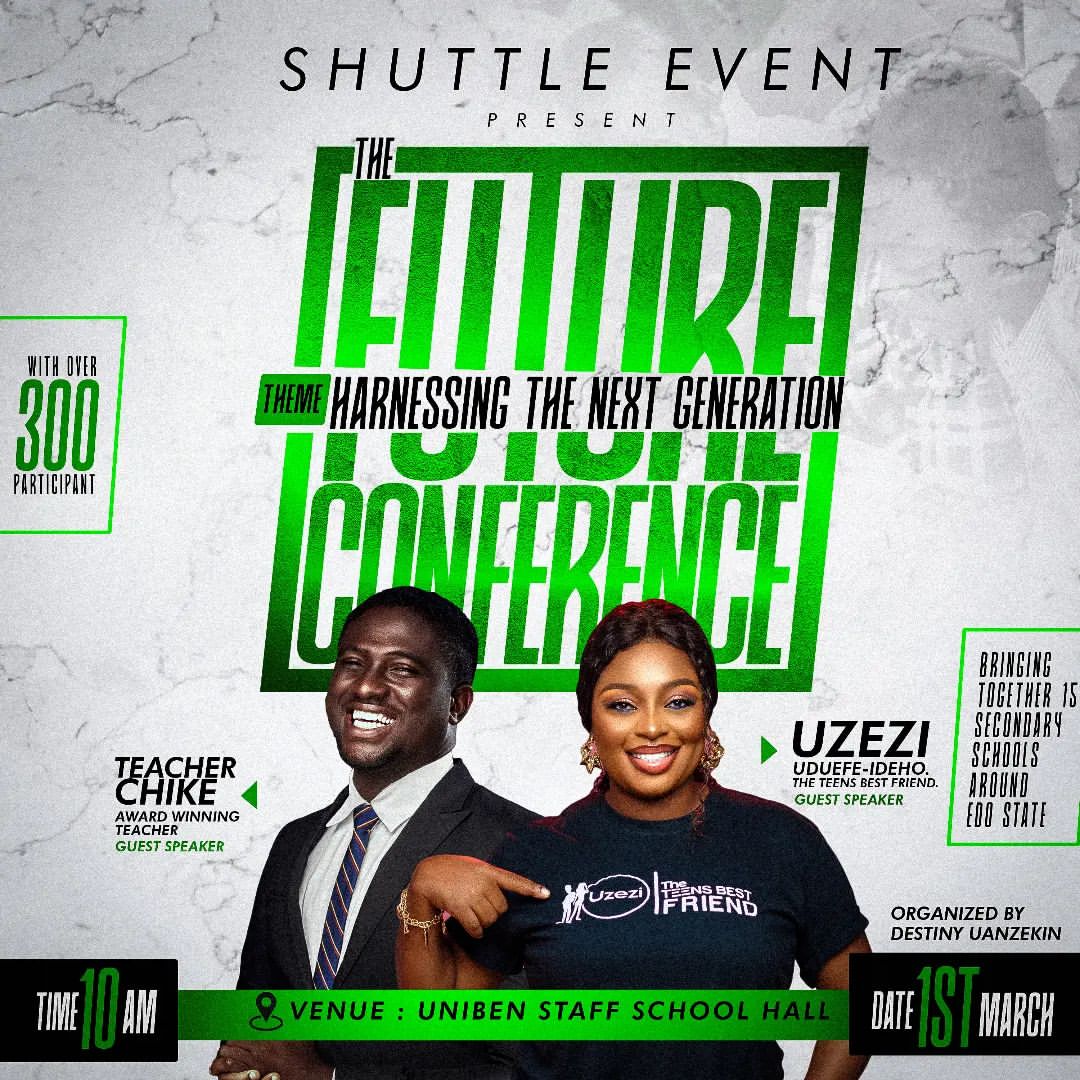 SHUTTLE EVENT
PRESENT
THE
FUTURE
THEME HARNESSING THE NEXT GENERATION
FUTURE
CONFERENCE
WITH OVER
300
PARTICIPANT
BRINGING
TOGETHER 15
SECONDARY
SCHOOLS
AROUND
EDO STATE
TEACHER
CHIKE
AWARD WINNING
TEACHER
GUEST SPEAKER
UZEZI
UDUEFE-IDEHO.
THE TEENS BEST FRIEND.
GUEST SPEAKER
Uzezi
The
TEENS BEST
FRIEND
ORGANIZED BY
DESTINY UANZEKIN
TIME 10 AM
VENUE : UNIBEN STAFF SCHOOL HALL
DATE 1ST MARCH